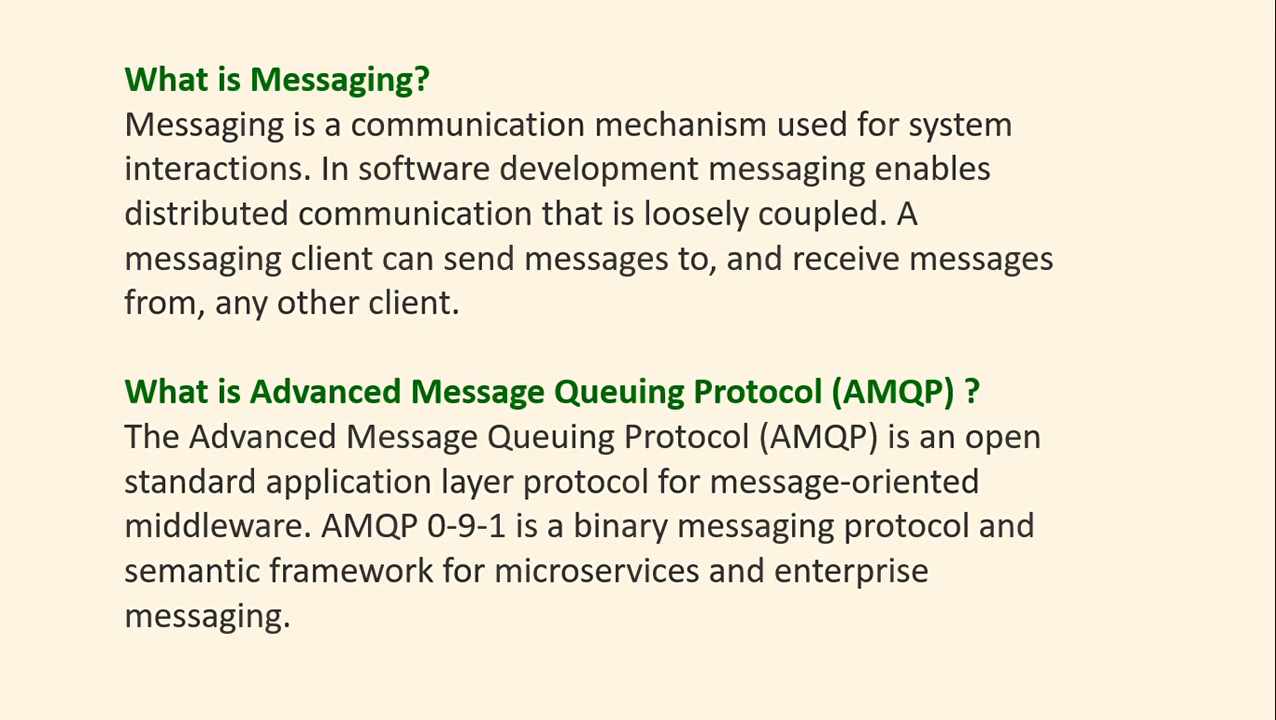 What is Messaging?
Messaging is a communication mechanism used for system
interactions. In software development messaging enables
distributed communication that is loosely coupled. A
messaging client can send messages to, and receive messages
from, any other client.
What is Advanced Message Queuing Protocol (AMQP) ?
The Advanced Message Queuing Protocol (AMQP) is an open
standard application layer protocol for message-oriented
middleware. AMQP 0-9-1 is a binary messaging protocol and
semantic framework for microservices and enterprise
messaging.